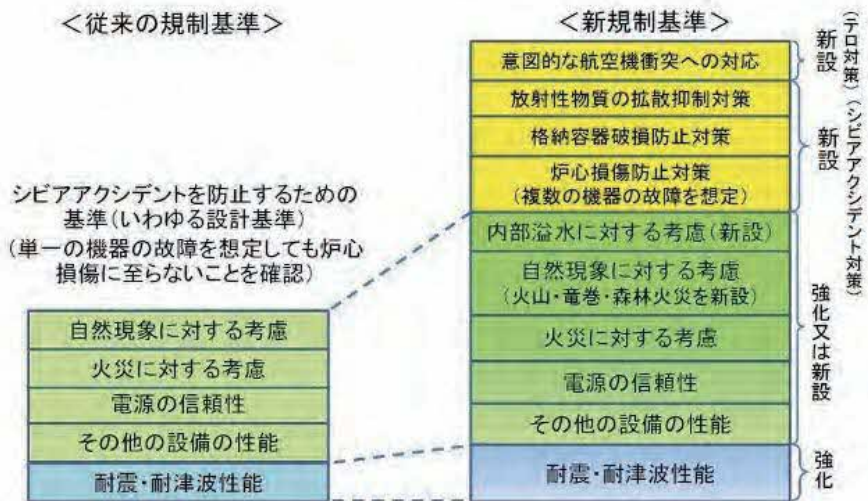 <従来の規制基準>
シビアアクシデントを防止するための
基準(いわゆる設計基準)
(単一の機器の故障を想定しても炉心
損傷に至らないことを確認)
自然現象に対する考慮
火災に対する考慮
電源の信頼性
その他の設備の性能
耐震・耐津波性能
<新規制基準>
意図的な航空機衝突への対応
放射性物質の拡散抑制対策
格納容器破損防止対策
炉心損傷防止対策
(複数の機器の故障を想定)
内部溢水に対する考慮(新設)
自然現象に対する考慮
(火山・竜巻・森林火災を新設)
火災に対する考慮
電源の信頼性
その他の設備の性能
耐震・耐津波性能
新設
(テロ対策)
新設
(シビアアクシデント対策)
強化又は新設
強化